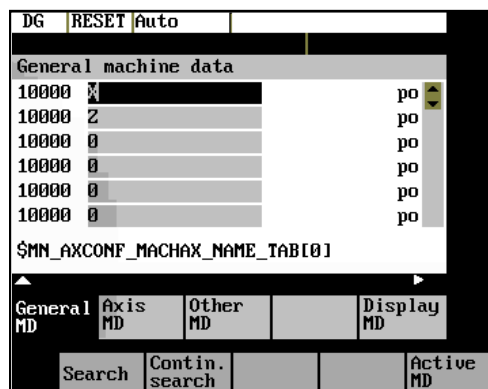 DG RESET Auto
General machine data
10000 X po
10000 Z po
10000 0 po
10000 0 po
10000 0 po
10000 0 po
$MN_AXCONF_MACHAX_NAME_TAB[0]
General MD
Axis MD
Other MD
Display MD
Search
Contin. search
Active MD